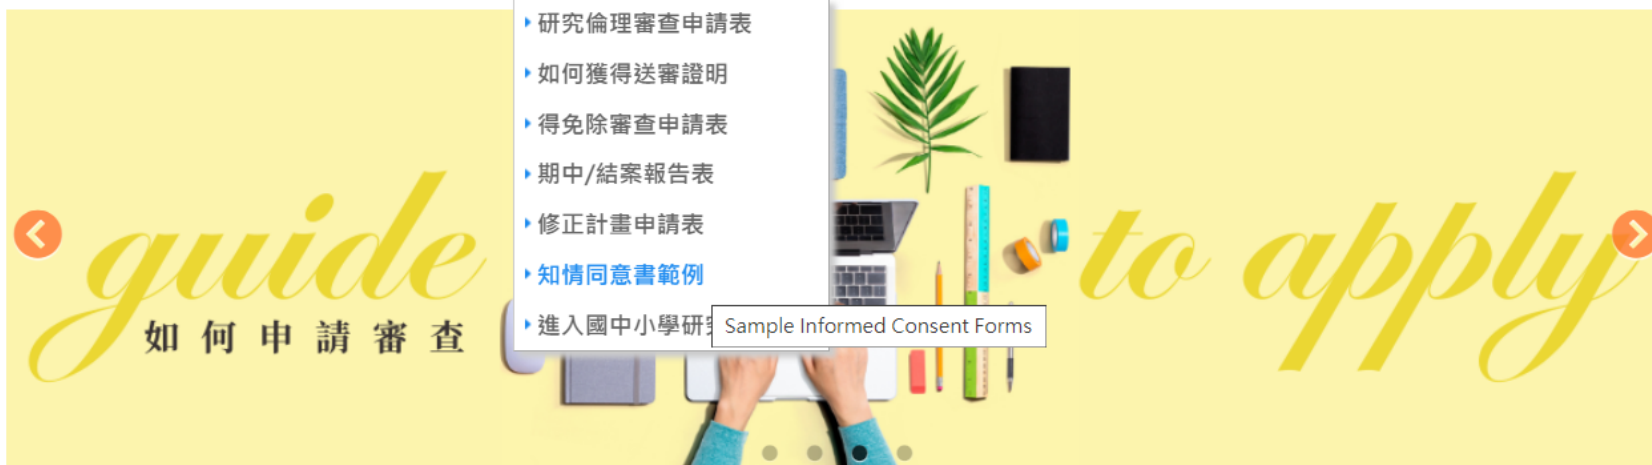 研究倫理審查申請表
如何獲得送審證明
得免除審查申請表
期中/結案報告表
修正計畫申請表
知情同意書範例
進入國中小學研
Sample Informed Consent Forms
guide to apply
如何申請審查